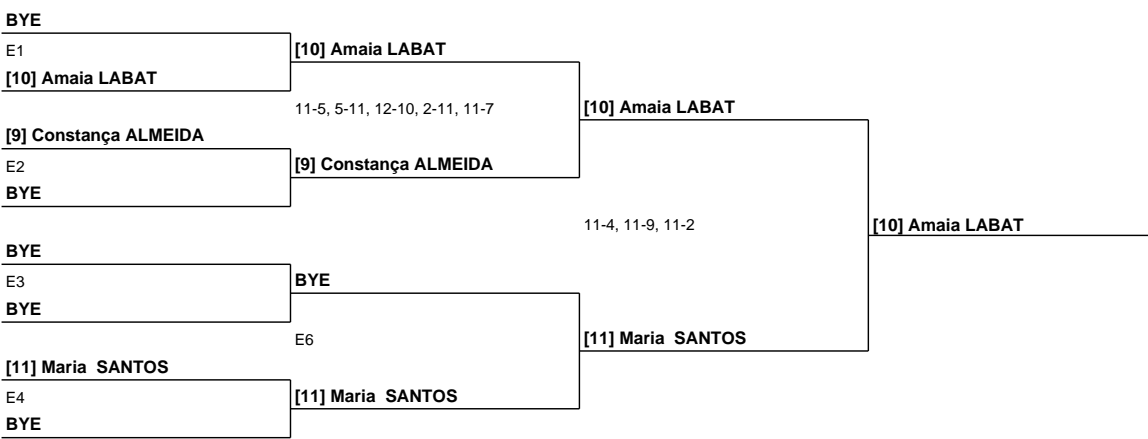 BYE
E1
[10] Amaia LABAT
[10] Amaia LABAT
11-5, 5-11, 12-10, 2-11, 11-7
[10] Amaia LABAT
[9] Constança ALMEIDA
E2
[9] Constança ALMEIDA
BYE
11-4, 11-9, 11-2
[10] Amaia LABAT
BYE
E3
BYE
BYE
E6
[11] Maria  SANTOS
[11] Maria  SANTOS
E4
[11] Maria  SANTOS
BYE